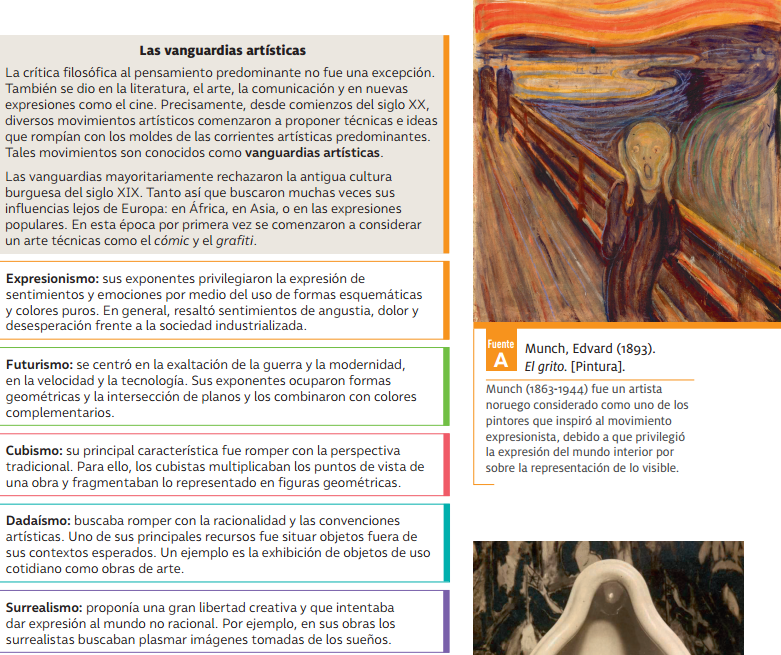 Las vanguardias artísticas
La crítica filosófica al pensamiento predominante no fue una excepción.
También se dio en la literatura, el arte, la comunicación y en nuevas
expresiones como el cine. Precisamente, desde comienzos del siglo XX,
diversos movimientos artísticos comenzaron a proponer técnicas e ideas
que rompían con los moldes de las corrientes artísticas predominantes.
Tales movimientos son conocidos como vanguardias artísticas.
Las vanguardias mayoritariamente rechazaron la antigua cultura
burguesa del siglo XIX. Tanto así que buscaron muchas veces sus
influencias lejos de Europa: en África, en Asia, o en las expresiones
populares. En esta época por primera vez se comenzaron a considerar
un arte técnicas como el cómic y el grafiti.
Expresionismo: sus exponentes privilegiaron la expresión de
sentimientos y emociones por medio del uso de formas esquemáticas
y colores puros. En general, resaltó sentimientos de angustia, dolor y
desesperación frente a la sociedad industrializada.
Futurismo: se centró en la exaltación de la guerra y la modernidad,
en la velocidad y la tecnología. Sus exponentes ocuparon formas
geométricas y la intersección de planos y los combinaron con colores
complementarios.
Cubismo: su principal característica fue romper con la perspectiva
tradicional. Para ello, los cubistas multiplicaban los puntos de vista de
una obra y fragmentaban lo representado en figuras geométricas.
Dadaísmo: buscaba romper con la racionalidad y las convenciones
artísticas. Uno de sus principales recursos fue situar objetos fuera de
sus contextos esperados. Un ejemplo es la exhibición de objetos de uso
cotidiano como obras de arte.
Surrealismo: proponía una gran libertad creativa y que intentaba
dar expresión al mundo no racional. Por ejemplo, en sus obras los
surrealistas buscaban plasmar imágenes tomadas de los sueños.
Fuente
A
Munch, Edvard (1893).
El grito. [Pintura].
Munch (1863-1944) fue un artista
noruego considerado como uno de los
pintores que inspiró al movimiento
expresionista, debido a que privilegió
la expresión del mundo interior por
sobre la representación de lo visible.